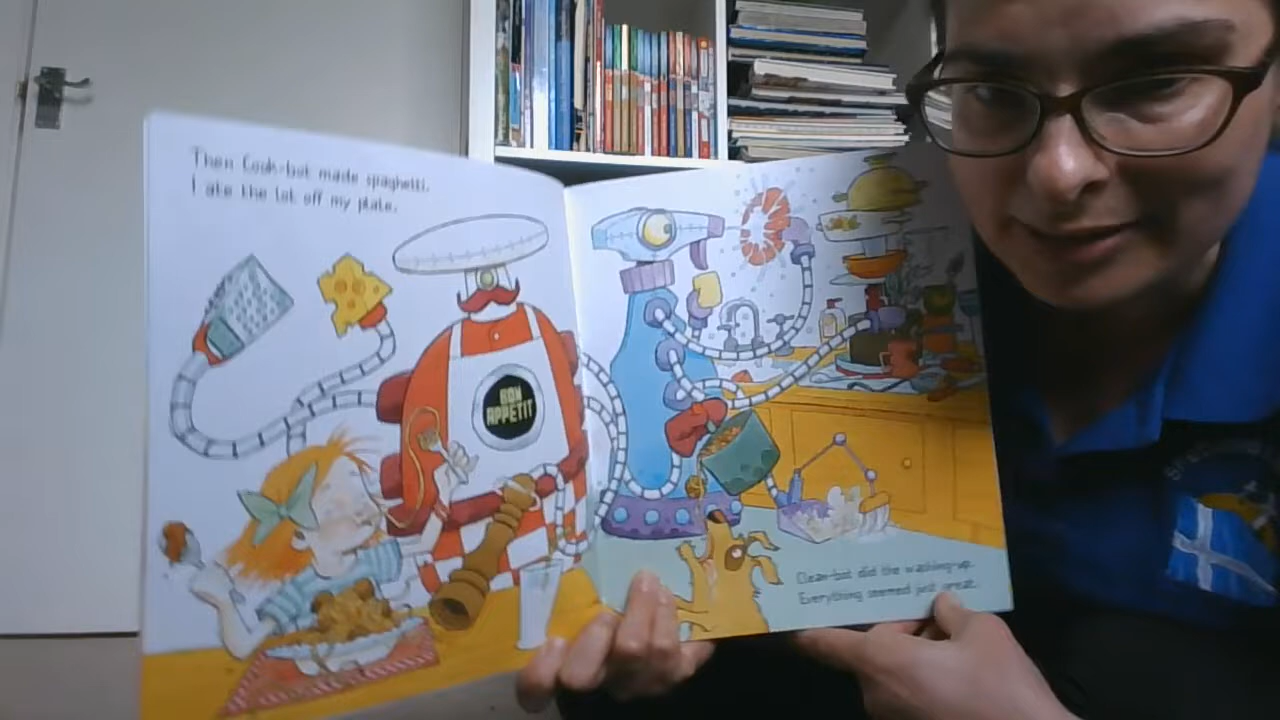 Then Cook-bot made spaghetti.
I ate the lot off my plate.
BON
APPETIT
Clean-bot did the washing-up.
Everything seemed just great.